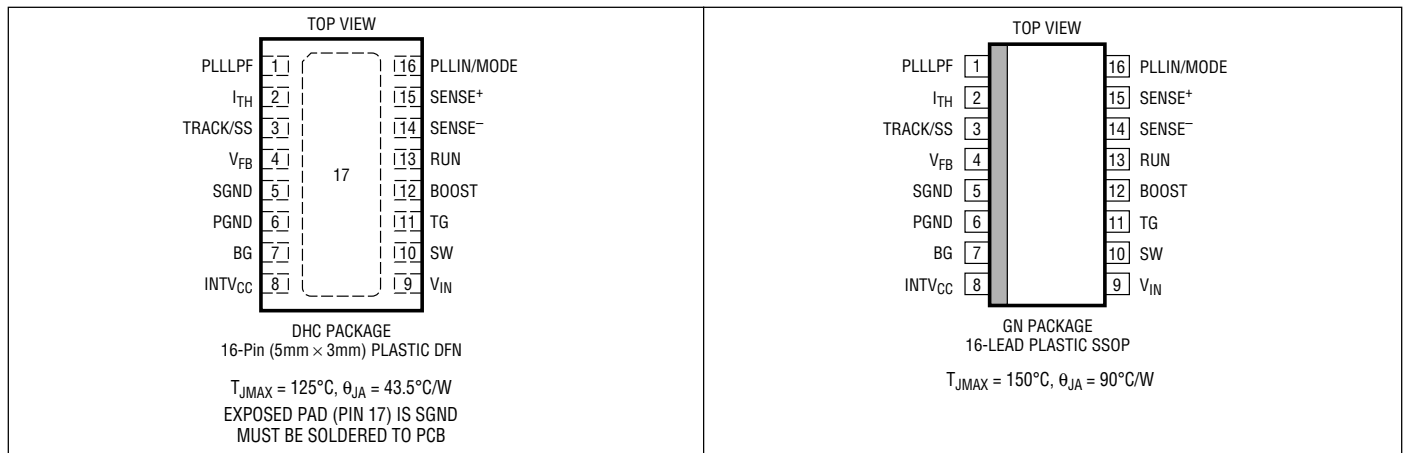 TOP VIEW
PLLLPF 1 16 PLLIN/MODE
ITH 2 15 SENSE+
TRACK/SS 3 14 SENSE–
VFB 4 13 RUN
17
SGND 5 12 BOOST
PGND 6 11 TG
BG 7 10 SW
INTVCC 8 9 VIN
DHC PACKAGE
16-Pin (5mm × 3mm) PLASTIC DFN
TJMAX = 125°C, θJA = 43.5°C/W
EXPOSED PAD (PIN 17) IS SGND
MUST BE SOLDERED TO PCB
TOP VIEW
PLLLPF 1 16 PLLIN/MODE
ITH 2 15 SENSE+
TRACK/SS 3 14 SENSE–
VFB 4 13 RUN
SGND 5 12 BOOST
PGND 6 11 TG
BG 7 10 SW
INTVCC 8 9 VIN
GN PACKAGE
16-LEAD PLASTIC SSOP
TJMAX = 150°C, θJA = 90°C/W